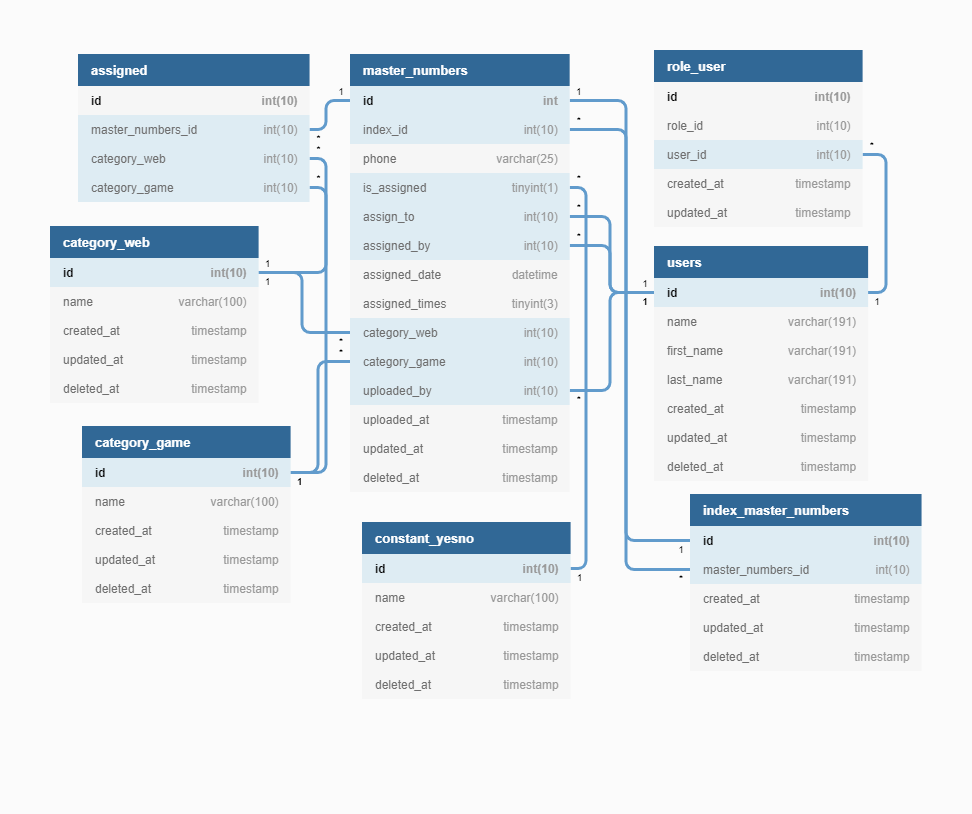 assigned
id int(10)
master_numbers_id int(10)
category_web int(10)
category_game int(10)
master_numbers
id int
index_id int(10)
phone varchar(25)
is_assigned tinyint(1)
assign_to int(10)
assigned_by int(10)
assigned_date datetime
assigned_times tinyint(3)
category_web int(10)
category_game int(10)
uploaded_by int(10)
uploaded_at timestamp
updated_at timestamp
deleted_at timestamp
role_user
id int(10)
role_id int(10)
user_id int(10)
created_at timestamp
updated_at timestamp
category_web
id int(10)
name varchar(100)
created_at timestamp
updated_at timestamp
deleted_at timestamp
users
id int(10)
name varchar(191)
first_name varchar(191)
last_name varchar(191)
created_at timestamp
updated_at timestamp
deleted_at timestamp
category_game
id int(10)
name varchar(100)
created_at timestamp
updated_at timestamp
deleted_at timestamp
constant_yesno
id int(10)
name varchar(100)
created_at timestamp
updated_at timestamp
deleted_at timestamp
index_master_numbers
id int(10)
master_numbers_id int(10)
created_at timestamp
updated_at timestamp
deleted_at timestamp
1
*
*
*
1
1
*
*
1
1
*
*
*
*
*
1
1
1
*
1
1
*